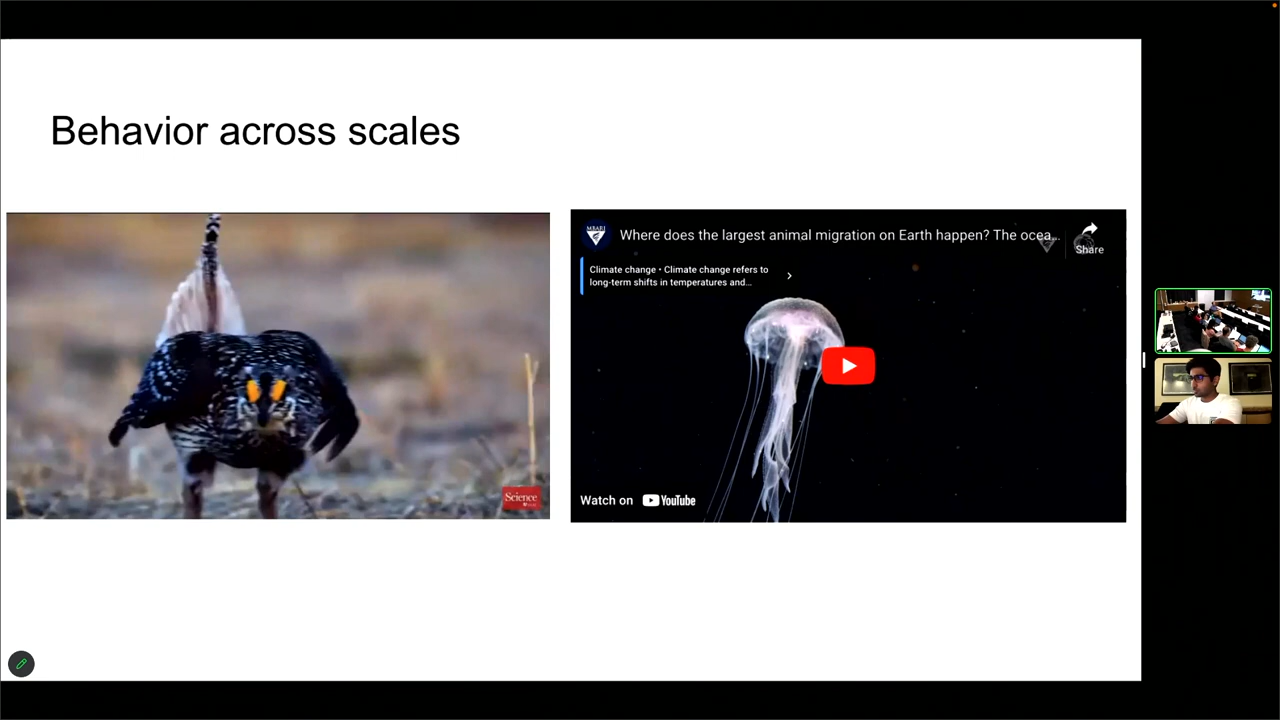 Behavior across scales
Science
MBARI
Where does the largest animal migration on Earth happen? The ocea...
Share
Climate change • Climate change refers to
long-term shifts in temperatures and...
Watch on YouTube